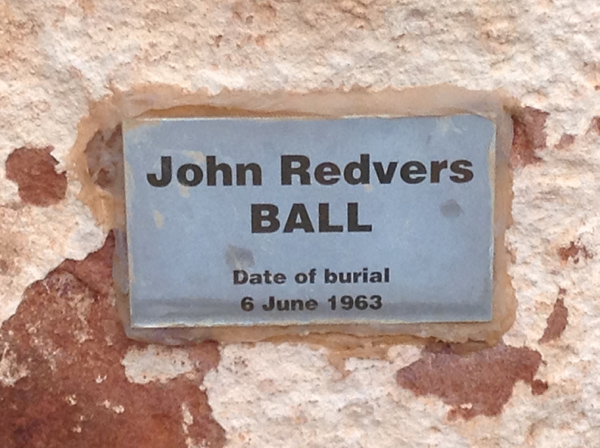 John Redvers
BALL
Date of burial
6 June 1963